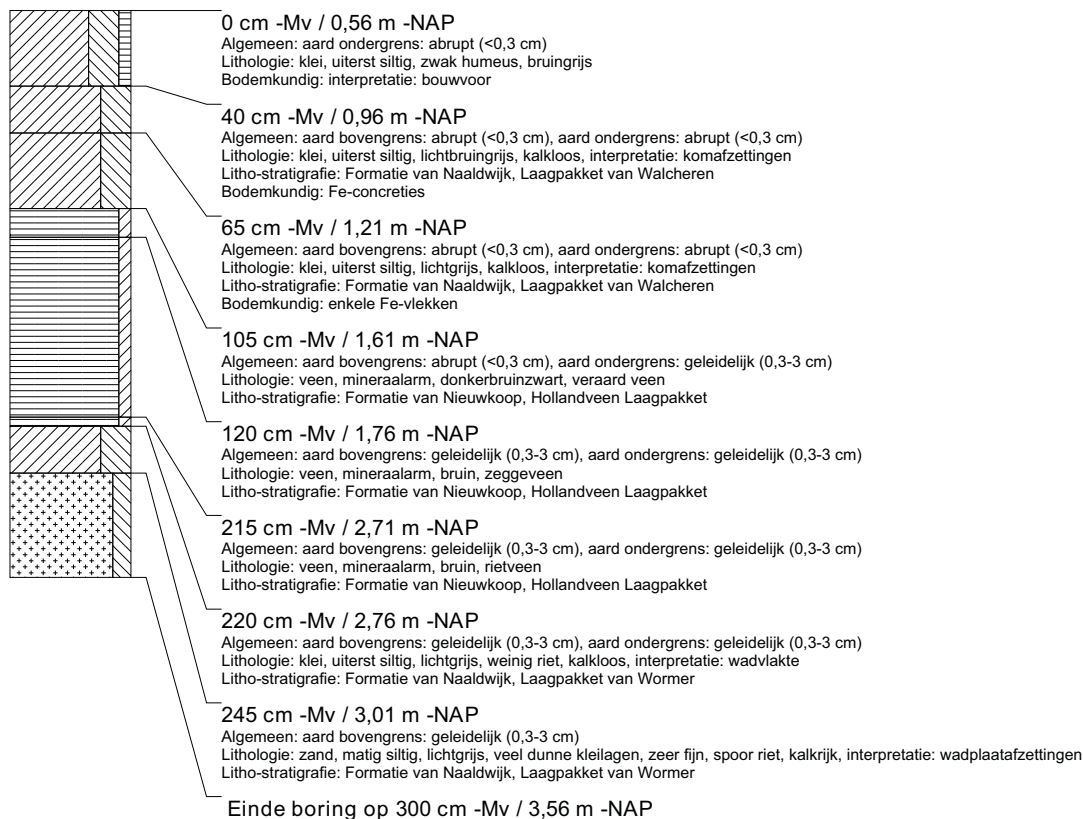 0 cm -Mv / 0,56 m -NAP
Algemeen: aard ondergrens: abrupt (<0,3 cm)
Lithologie: klei, uiterst siltig, zwak humeus, bruingrijs
Bodemkundig: interpretatie: bouwvoor
40 cm -Mv / 0,96 m -NAP
Algemeen: aard bovengrens: abrupt (<0,3 cm), aard ondergrens: abrupt (<0,3 cm)
Lithologie: klei, uiterst siltig, lichtbruingrijs, kalkloos, interpretatie: komafzettingen
Litho-stratigrafie: Formatie van Naaldwijk, Laagpakket van Walcheren
Bodemkundig: Fe-concreties
65 cm -Mv / 1,21 m -NAP
Algemeen: aard bovengrens: abrupt (<0,3 cm), aard ondergrens: abrupt (<0,3 cm)
Lithologie: klei, uiterst siltig, lichtgrijs, kalkloos, interpretatie: komafzettingen
Litho-stratigrafie: Formatie van Naaldwijk, Laagpakket van Walcheren
Bodemkundig: enkele Fe-vlekken
105 cm -Mv / 1,61 m -NAP
Algemeen: aard bovengrens: abrupt (<0,3 cm), aard ondergrens: geleidelijk (0,3-3 cm)
Lithologie: veen, mineraalarm, donkerbruinzwart, veraard veen
Litho-stratigrafie: Formatie van Nieuwkoop, Hollandveen Laagpakket
120 cm -Mv / 1,76 m -NAP
Algemeen: aard bovengrens: geleidelijk (0,3-3 cm), aard ondergrens: geleidelijk (0,3-3 cm)
Lithologie: veen, mineraalarm, bruin, zeggeveen
Litho-stratigrafie: Formatie van Nieuwkoop, Hollandveen Laagpakket
215 cm -Mv / 2,71 m -NAP
Algemeen: aard bovengrens: geleidelijk (0,3-3 cm), aard ondergrens: geleidelijk (0,3-3 cm)
Lithologie: veen, mineraalarm, bruin, rietveen
Litho-stratigrafie: Formatie van Nieuwkoop, Hollandveen Laagpakket
220 cm -Mv / 2,76 m -NAP
Algemeen: aard bovengrens: geleidelijk (0,3-3 cm), aard ondergrens: geleidelijk (0,3-3 cm)
Lithologie: klei, uiterst siltig, lichtgrijs, weinig riet, kalkloos, interpretatie: wadvlakte
Litho-stratigrafie: Formatie van Naaldwijk, Laagpakket van Wormer
245 cm -Mv / 3,01 m -NAP
Algemeen: aard bovengrens: geleidelijk (0,3-3 cm)
Lithologie: zand, matig siltig, lichtgrijs, veel dunne kleilagen, zeer fijn, spoor riet, kalkrijk, interpretatie: wadplaatafzettingen
Litho-stratigrafie: Formatie van Naaldwijk, Laagpakket van Wormer
Einde boring op 300 cm -Mv / 3,56 m -NAP